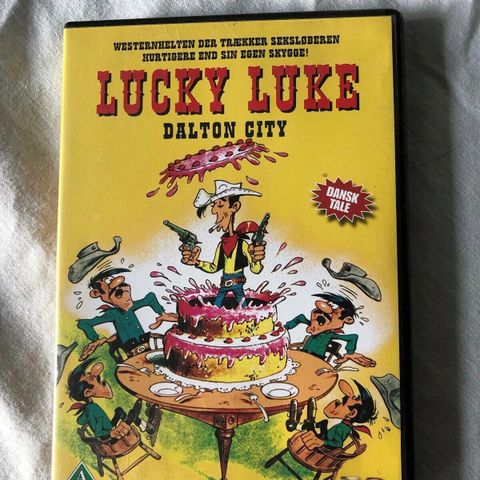 WESTERNHELTEN DER TRÆKKER SEKSLØBEREN
HURTIGERE END SIN EGEN SKYGGE!
LUCKY LUKE
DALTON CITY
DANSK
TALE
A